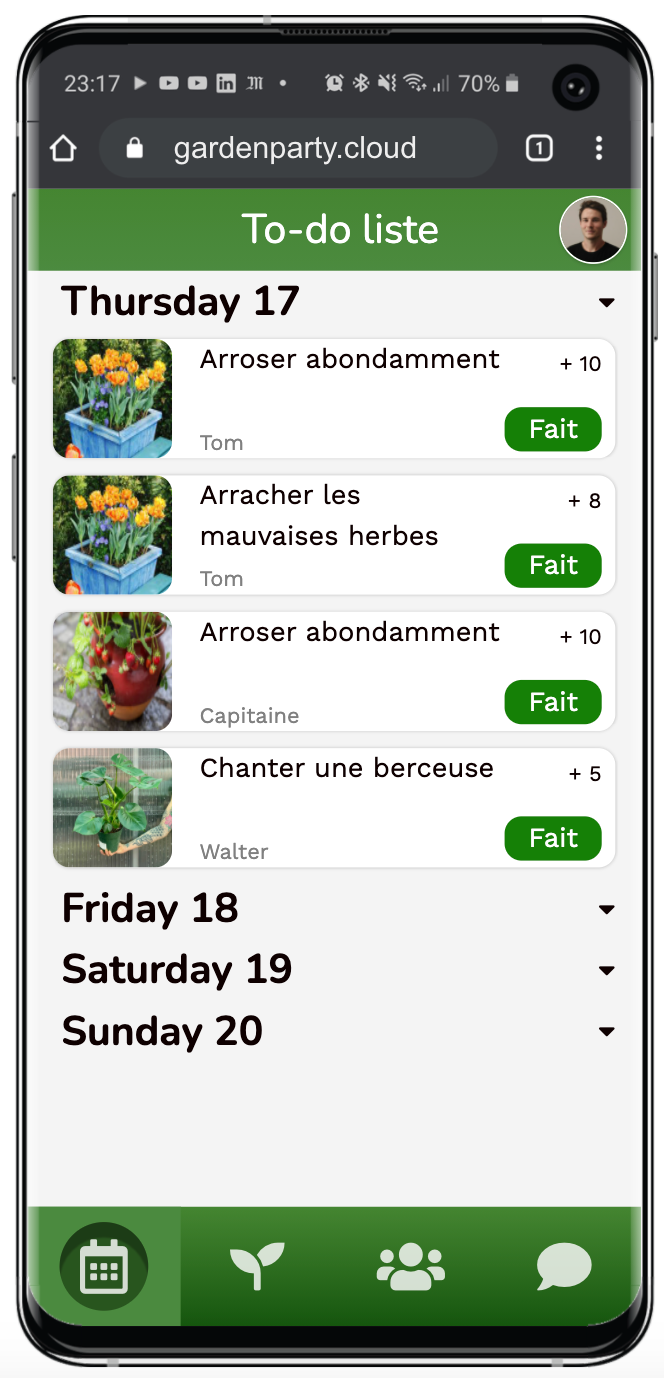 23:17 in m 70%
gardenparty.cloud 1
To-do liste
Thursday 17
Arroser abondamment + 10
Tom Fait
Arracher les + 8
mauvaises herbes
Tom Fait
Arroser abondamment + 10
Capitaine Fait
Chanter une berceuse + 5
Walter Fait
Friday 18
Saturday 19
Sunday 20